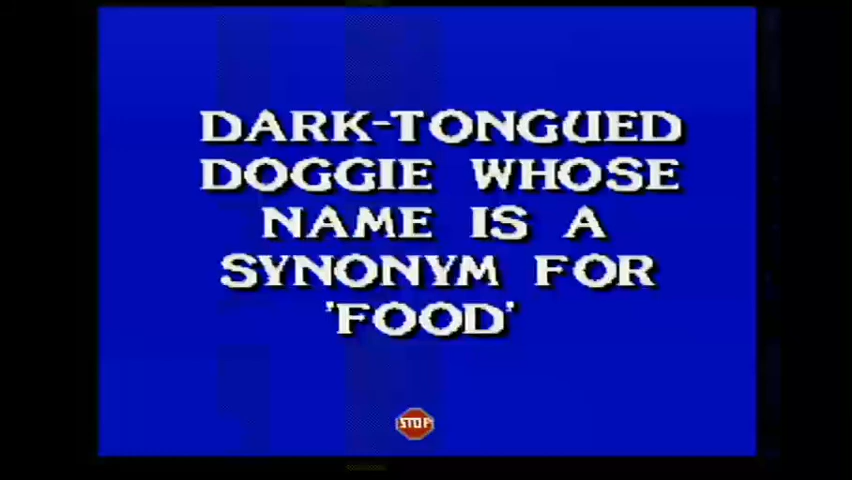 DARK-TONGUED
DOGGIE WHOSE
NAME IS A
SYNONYM FOR
'FOOD'
STOP